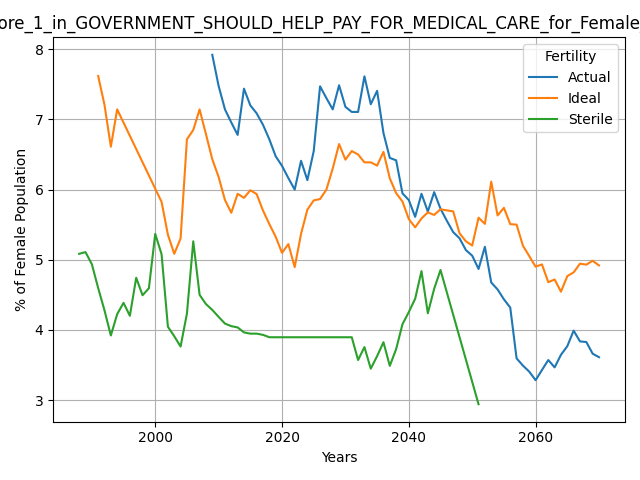 ore_1_in_GOVERNMENT_SHOULD_HELP_PAY_FOR_MEDICAL_CARE_for_Female
Fertility
Actual
Ideal
Sterile
% of Female Population
8
7
6
5
4
3
2000 2020 2040 2060
Years